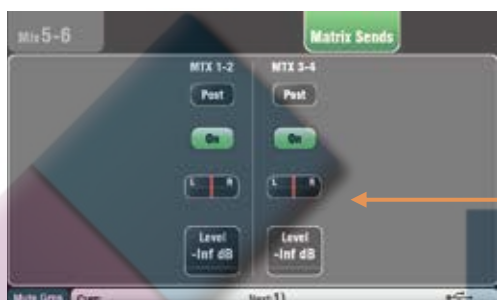 Mix 5-6 Matrix Sends
MTX 1-2 MTX 3-4
Post Post
On On
L R L R
Level Level
-Inf dB -Inf dB
Mute Grps